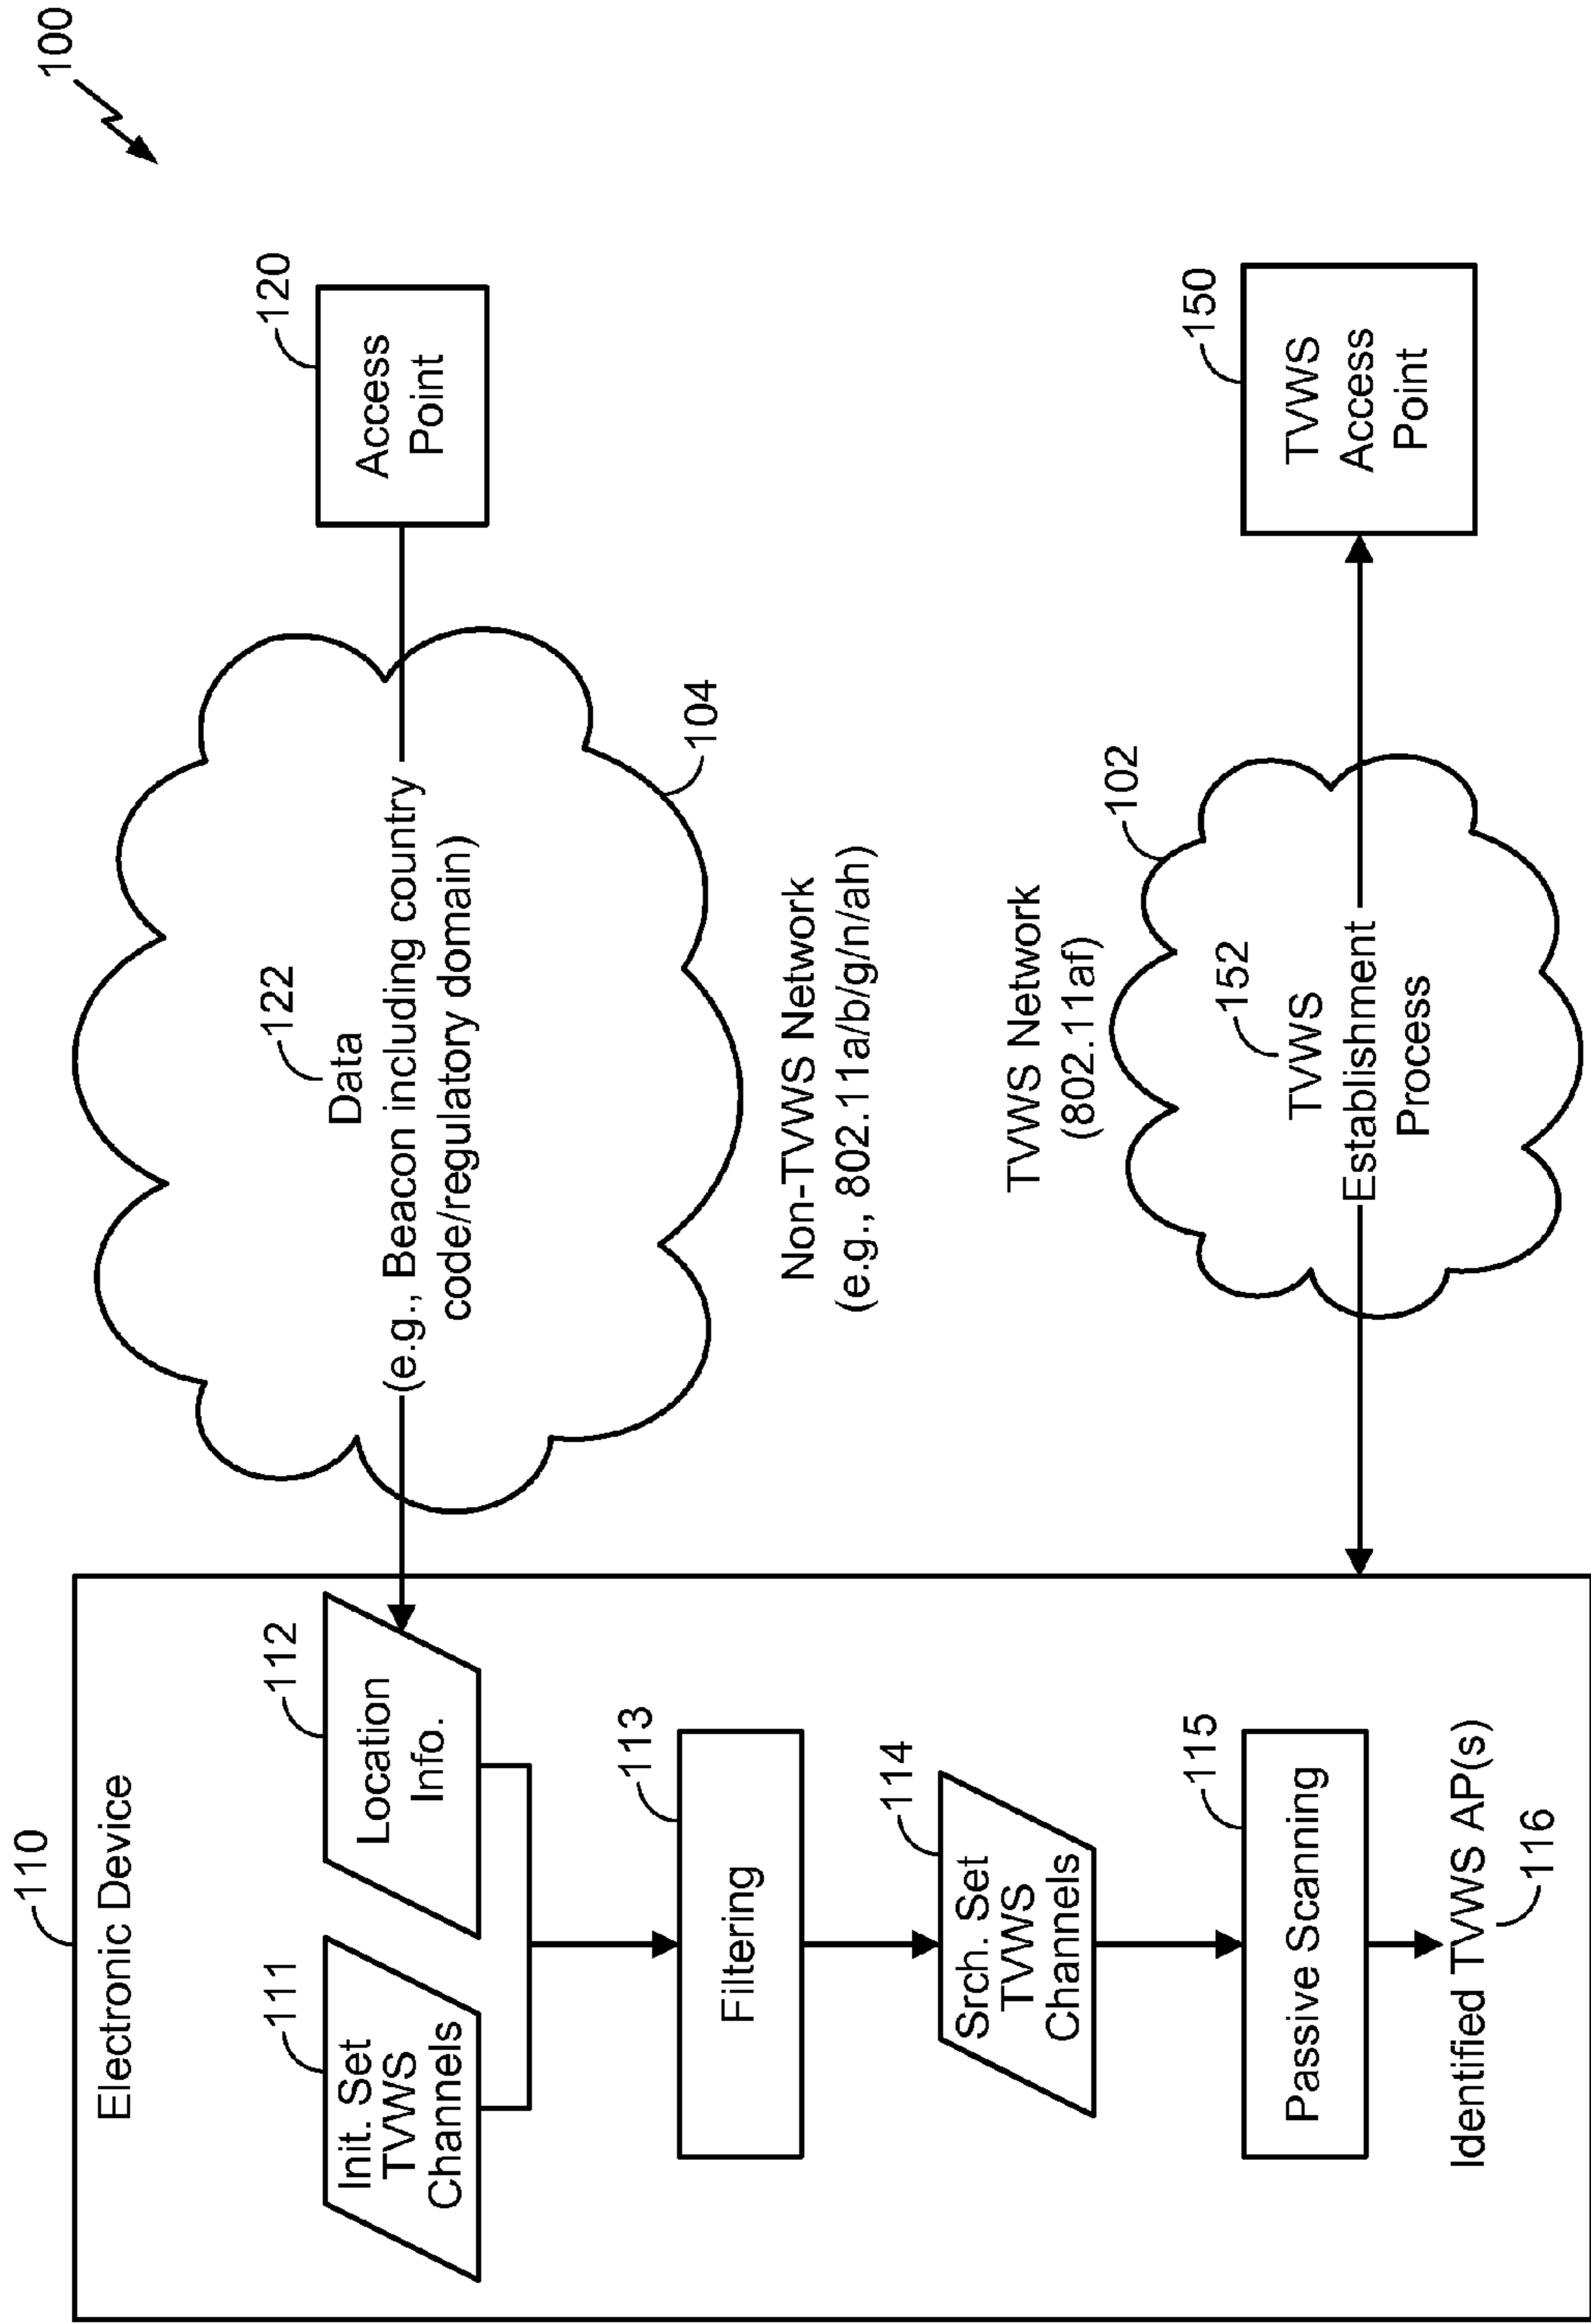 100
110
Electronic Device
111
Init. Set
TVWS
Channels
112
Location
Info.
113
Filtering
114
Srch. Set
TVWS
Channels
115
Passive Scanning
Identified TVWS AP(s)
116
122
Data
(e.g., Beacon including country
code/regulatory domain)
104
120
Access
Point
Non-TVWS Network
(e.g., 802.11a/b/g/n/ah)
TVWS Network
(802.11af)
102
152
TVWS
Establishment
Process
150
TVWS
Access
Point